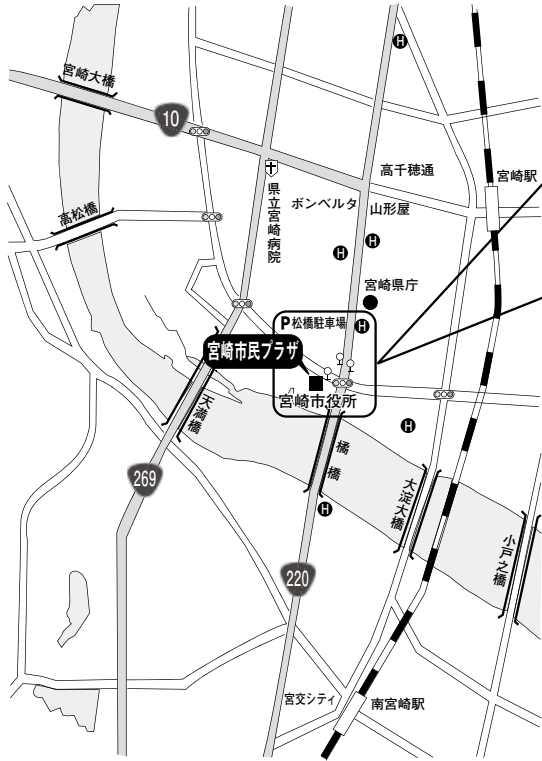 宮崎大橋
10
高松橋
県立宮崎病院
高千穂通
宮崎駅
ボンベルタ
山形屋
H
H
H
宮崎県庁
P松橋駐車場
H
宮崎市民プラザ
宮崎市役所
天満橋
橘橋
H
大淀大橋
269
H
小戸之橋
220
宮交シティ
南宮崎駅